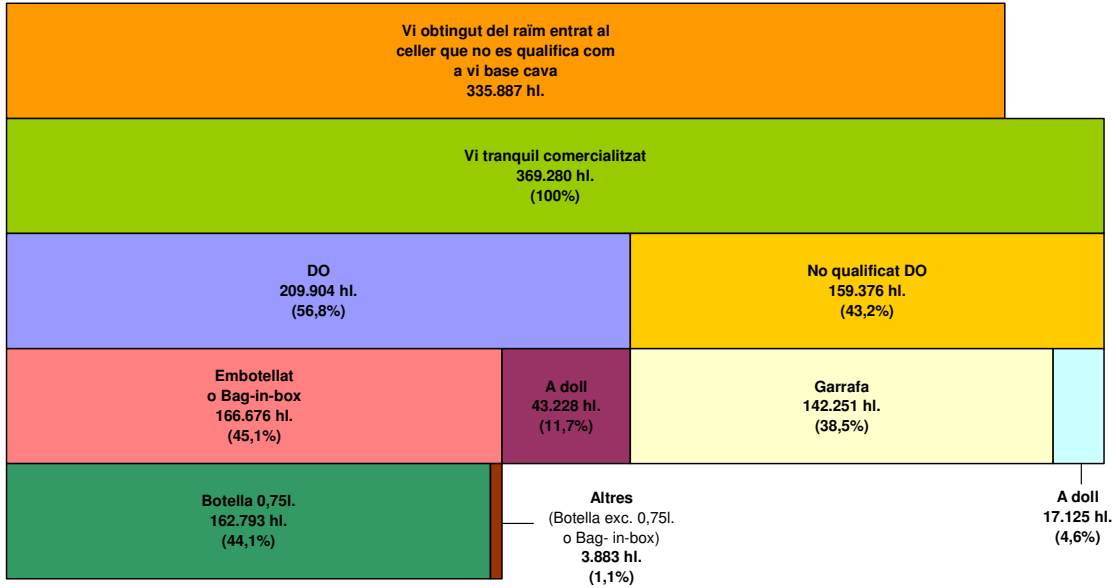 Vi obtingut del raïm entrat al
celler que no es qualifica com
a vi base cava
335.887 hl.
Vi tranquil comercialitzat
369.280 hl.
(100%)
DO
209.904 hl.
(56,8%)
No qualificat DO
159.376 hl.
(43,2%)
Embotellat
o Bag-in-box
166.676 hl.
(45,1%)
A doll
43.228 hl.
(11,7%)
Garrafa
142.251 hl.
(38,5%)
Botella 0,75l.
162.793 hl.
(44,1%)
Altres
(Botella exc. 0,75l.
o Bag- in-box)
3.883 hl.
(1,1%)
A doll
17.125 hl.
(4,6%)